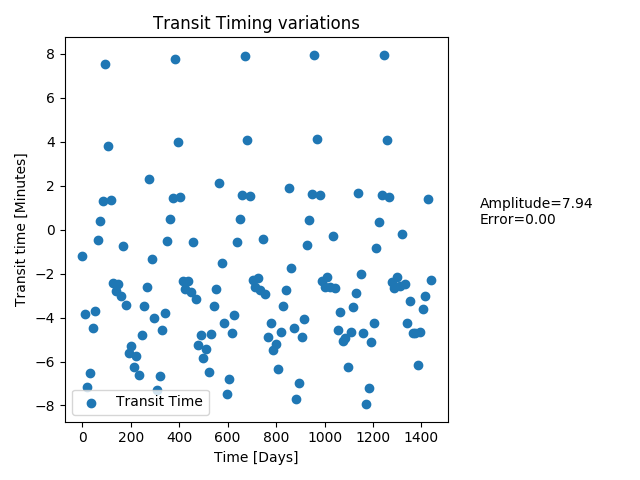 Transit Timing variations
8
6
4
2
0
−2
−4
−6
−8
Transit time [Minutes]
Amplitude=7.94
Error=0.00
Transit Time
0 200 400 600 800 1000 1200 1400
Time [Days]